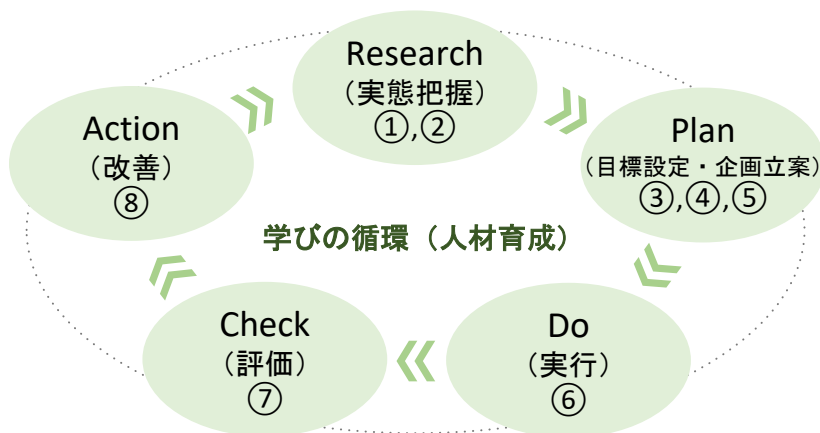 Research
（実態把握）
①,②
Plan
（目標設定・企画立案）
③,④,⑤
Do
（実行）
⑥
Check
（評価）
⑦
Action
（改善）
⑧
学びの循環（人材育成）